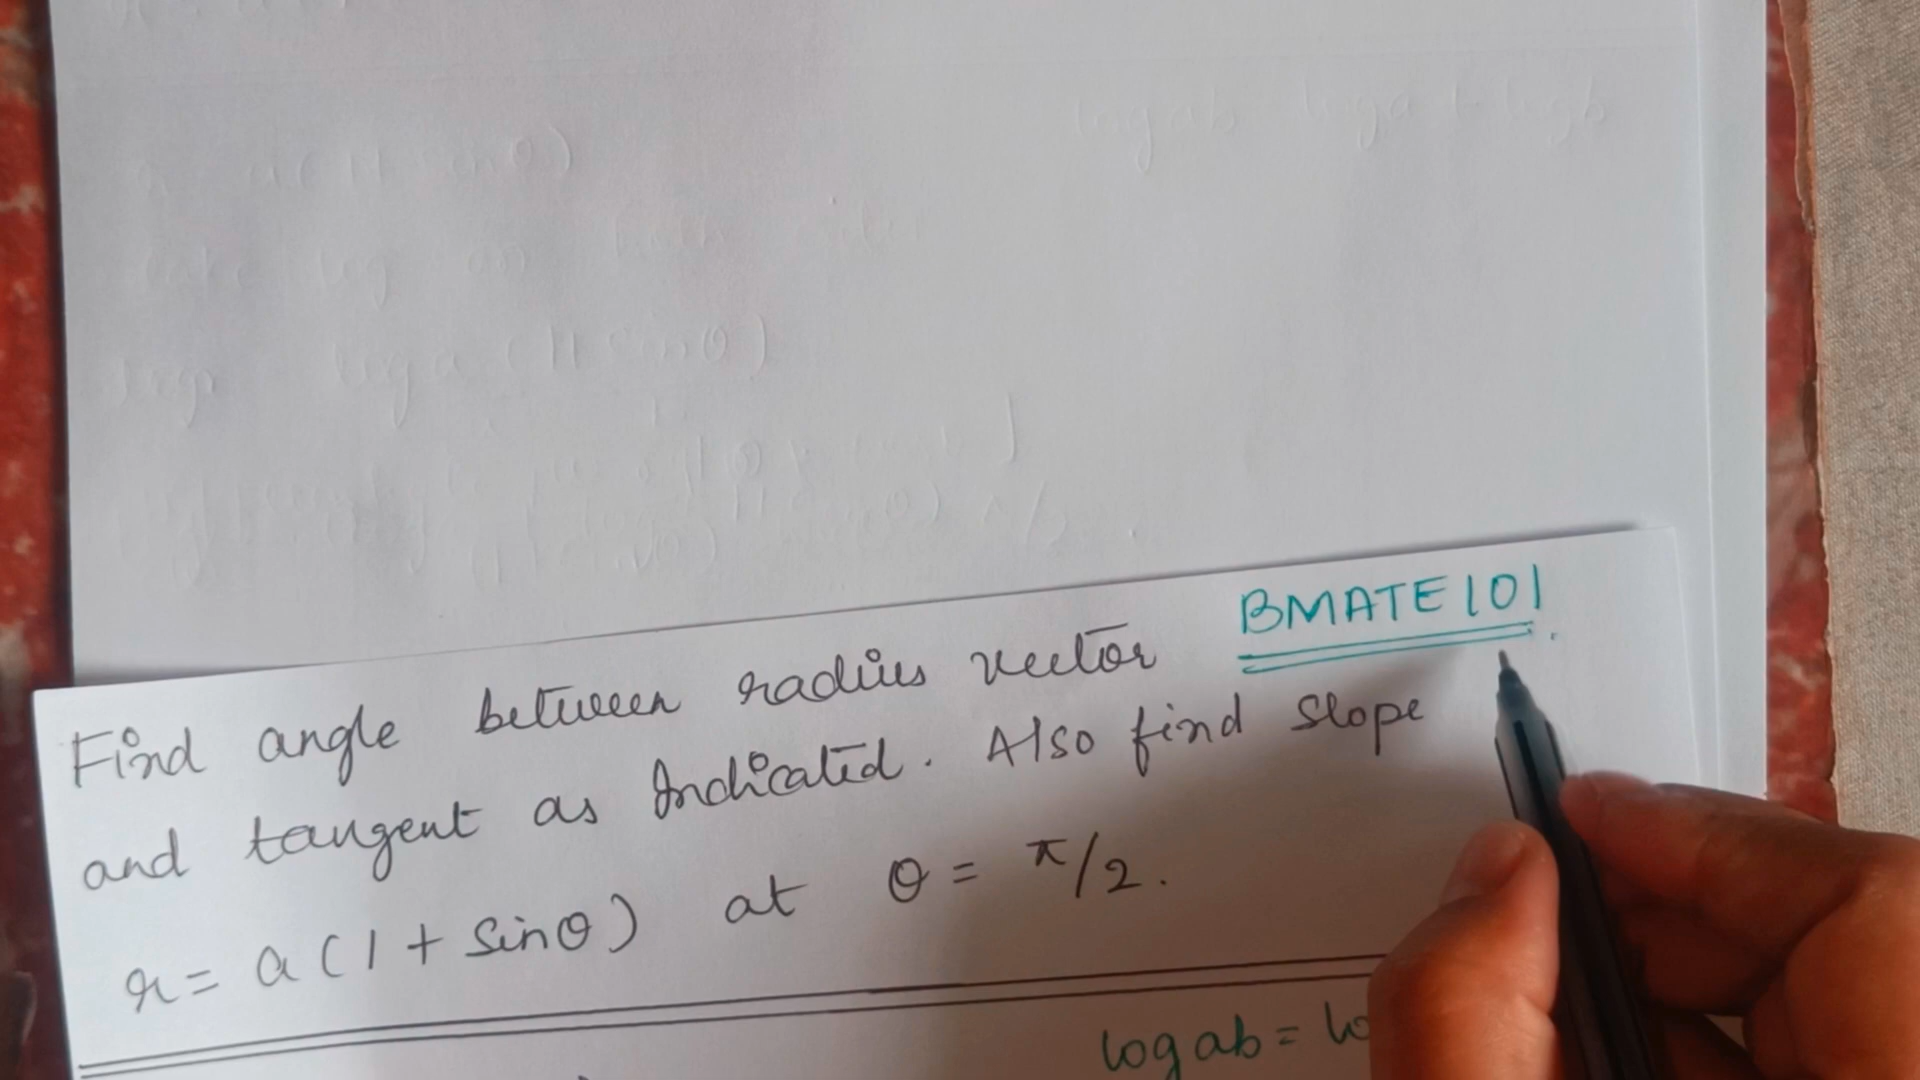 BMATE101
Find angle between radius vector
and tangent as Indicated. Also find slope
r = a(1 + sinθ) at θ = π/2.
log ab = lo